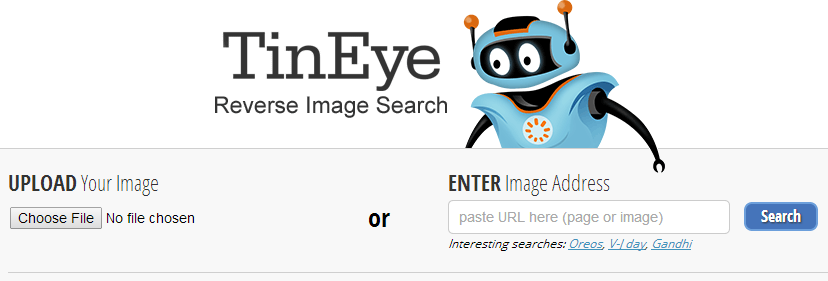 TinEye
Reverse Image Search
UPLOAD Your Image
Choose File No file chosen
or
ENTER Image Address
paste URL here (page or image)
Search
Interesting searches: Oreos, V-J day, Gandhi